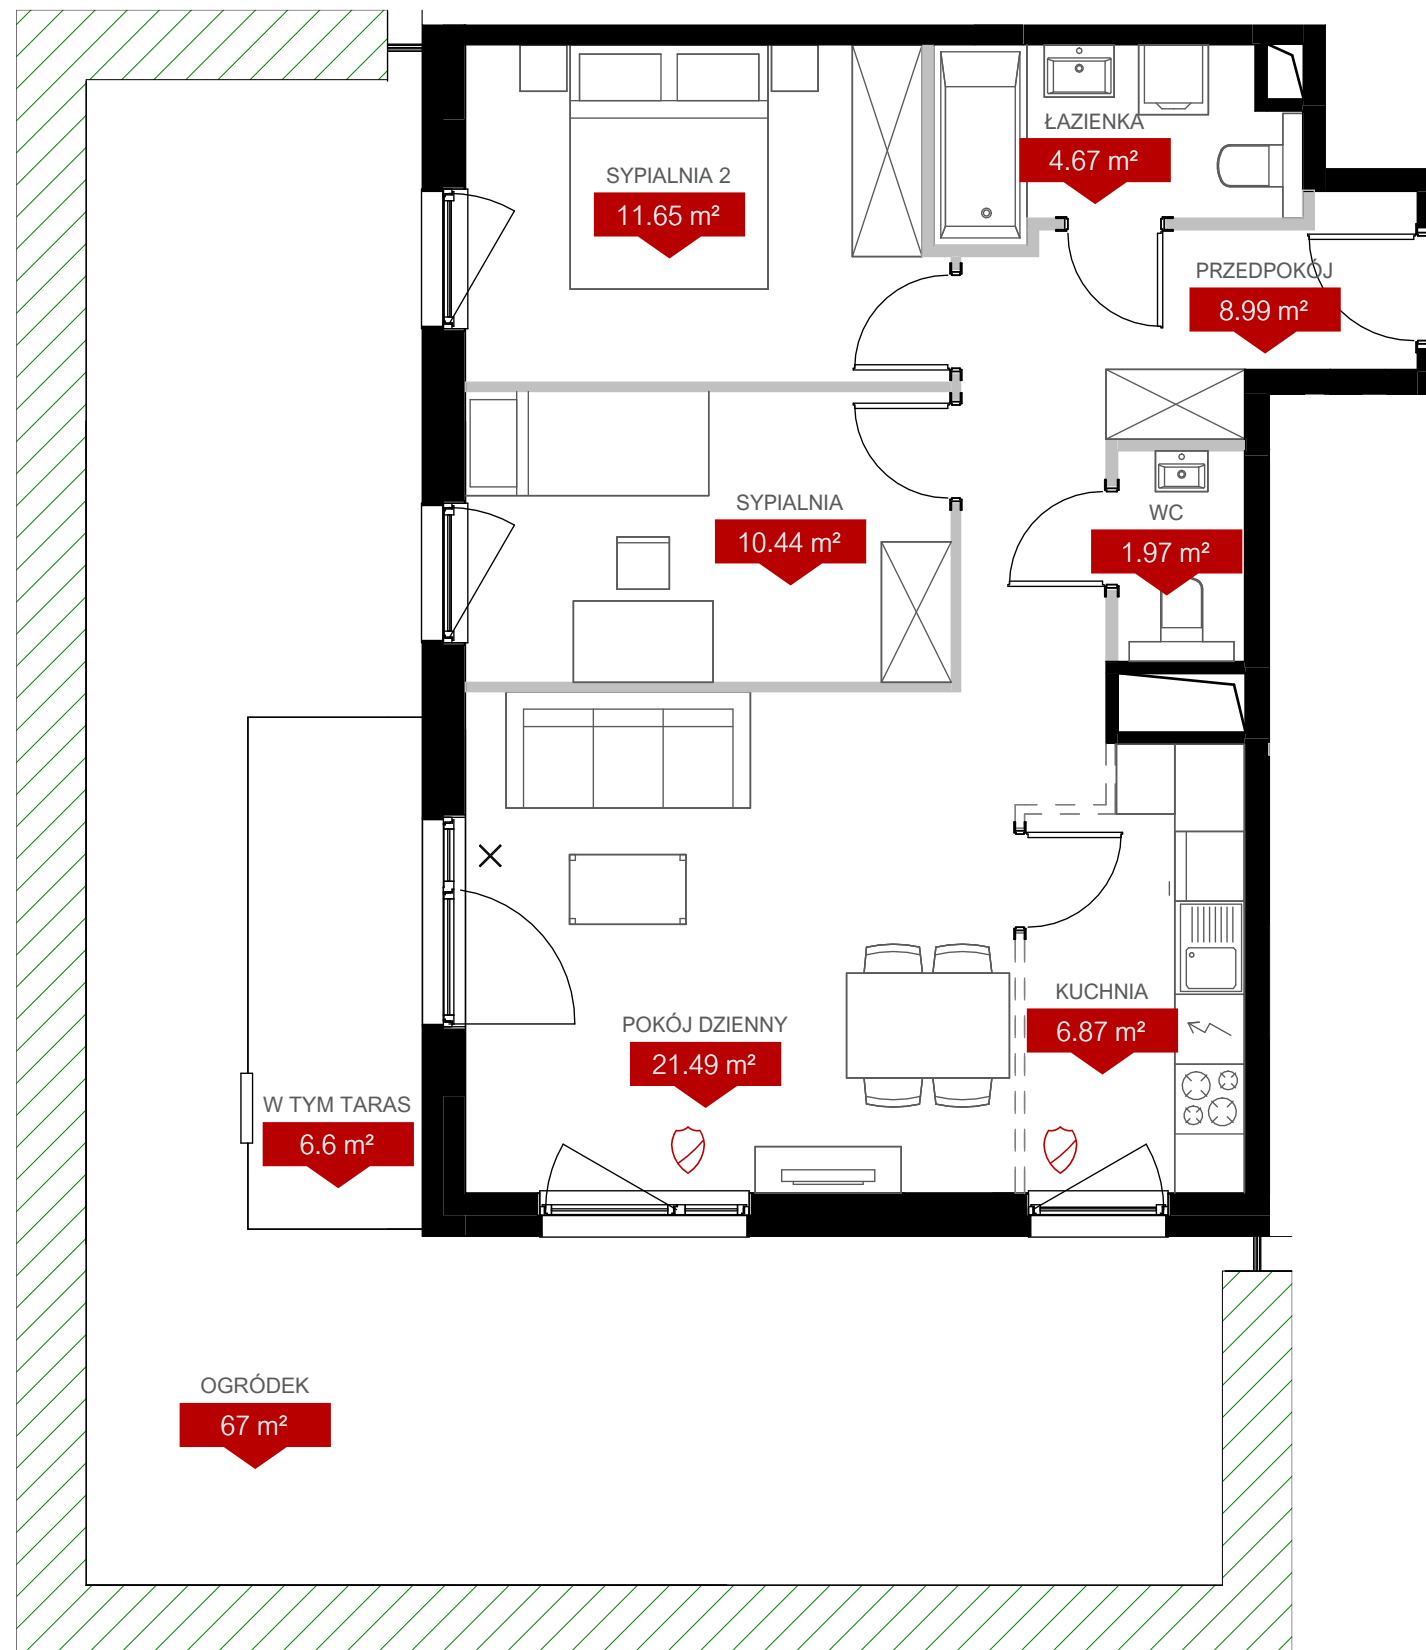 ŁAZIENKA
4.67 m²
SYPIALNIA 2
11.65 m²
PRZEDPOKÓJ
8.99 m²
SYPIALNIA
10.44 m²
WC
1.97 m²
KUCHNIA
6.87 m²
POKÓJ DZIENNY
21.49 m²
W TYM TARAS
6.6 m²
OGRÓDEK
67 m²